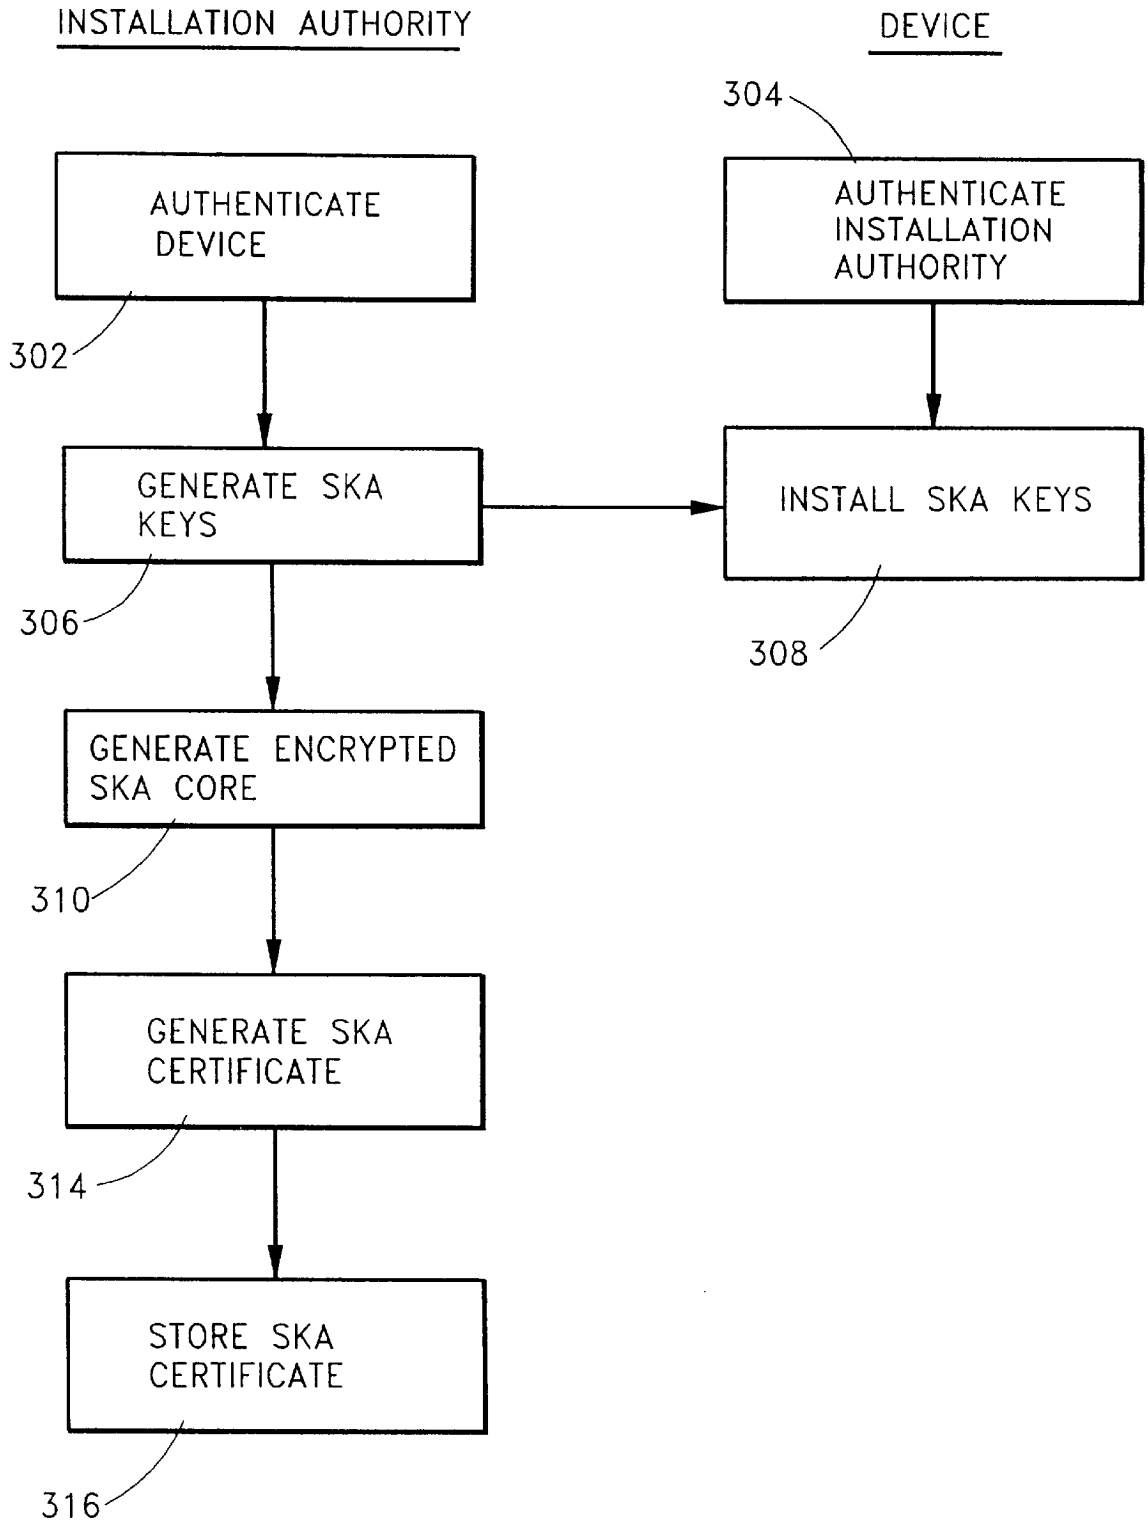 INSTALLATION AUTHORITY
DEVICE
304
AUTHENTICATE
DEVICE
AUTHENTICATE
INSTALLATION
AUTHORITY
302
GENERATE SKA
KEYS
INSTALL SKA KEYS
306
308
GENERATE ENCRYPTED
SKA CORE
310
GENERATE SKA
CERTIFICATE
314
STORE SKA
CERTIFICATE
316